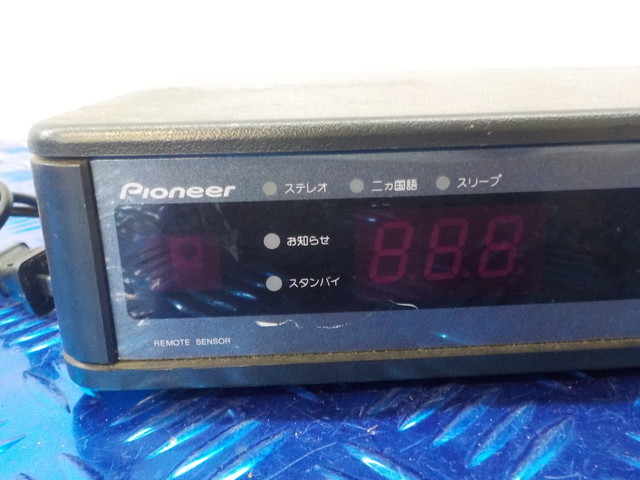 Pioneer
ステレオ
二ヵ国語
スリープ
お知らせ
888
スタンバイ
REMOTE SENSOR